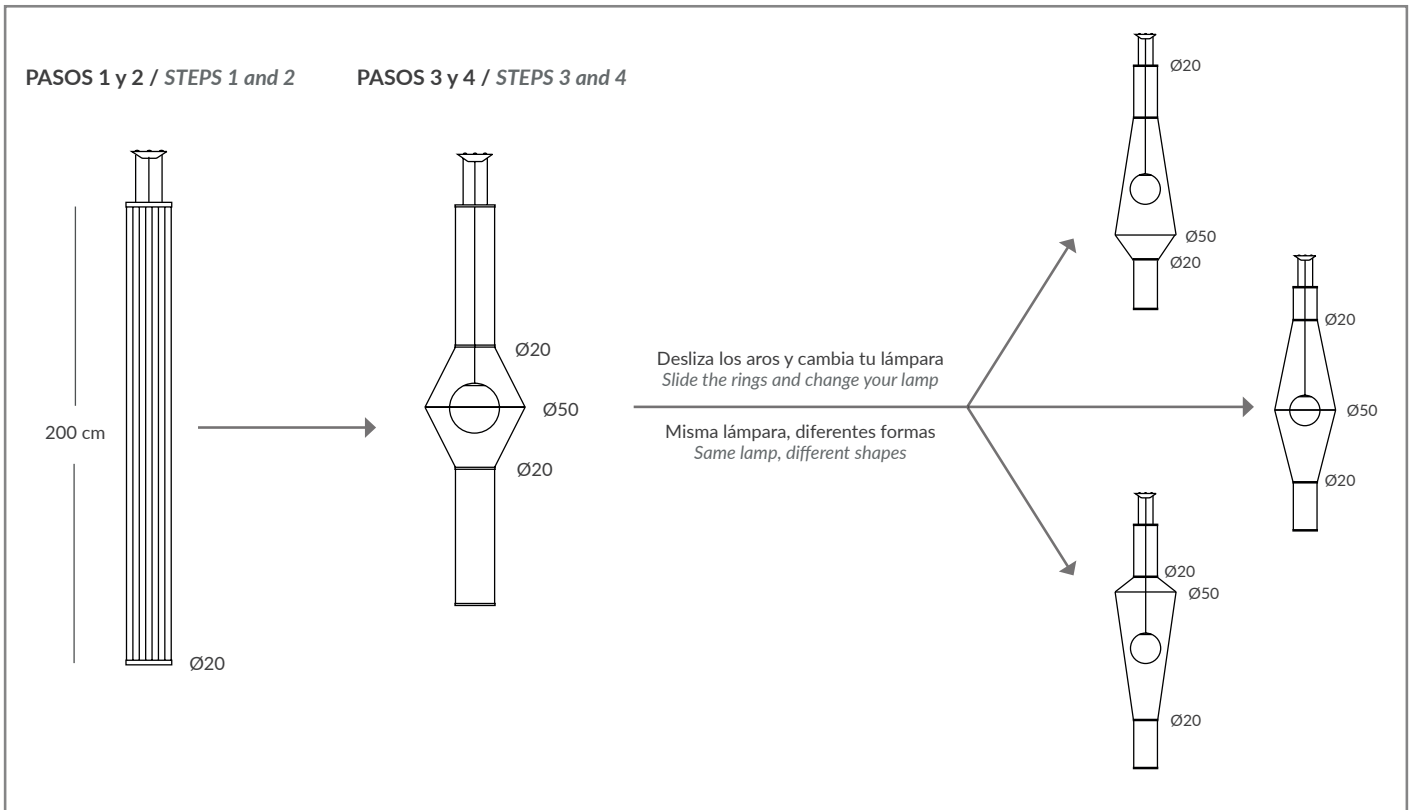 PASOS 1 y 2 / STEPS 1 and 2
200 cm
Ø20
PASOS 3 y 4 / STEPS 3 and 4
Ø20
Ø50
Ø20
Desliza los aros y cambia tu lámpara
Slide the rings and change your lamp
Misma lámpara, diferentes formas
Same lamp, different shapes
Ø20
Ø50
Ø20
Ø20
Ø50
Ø20
Ø20
Ø50
Ø20